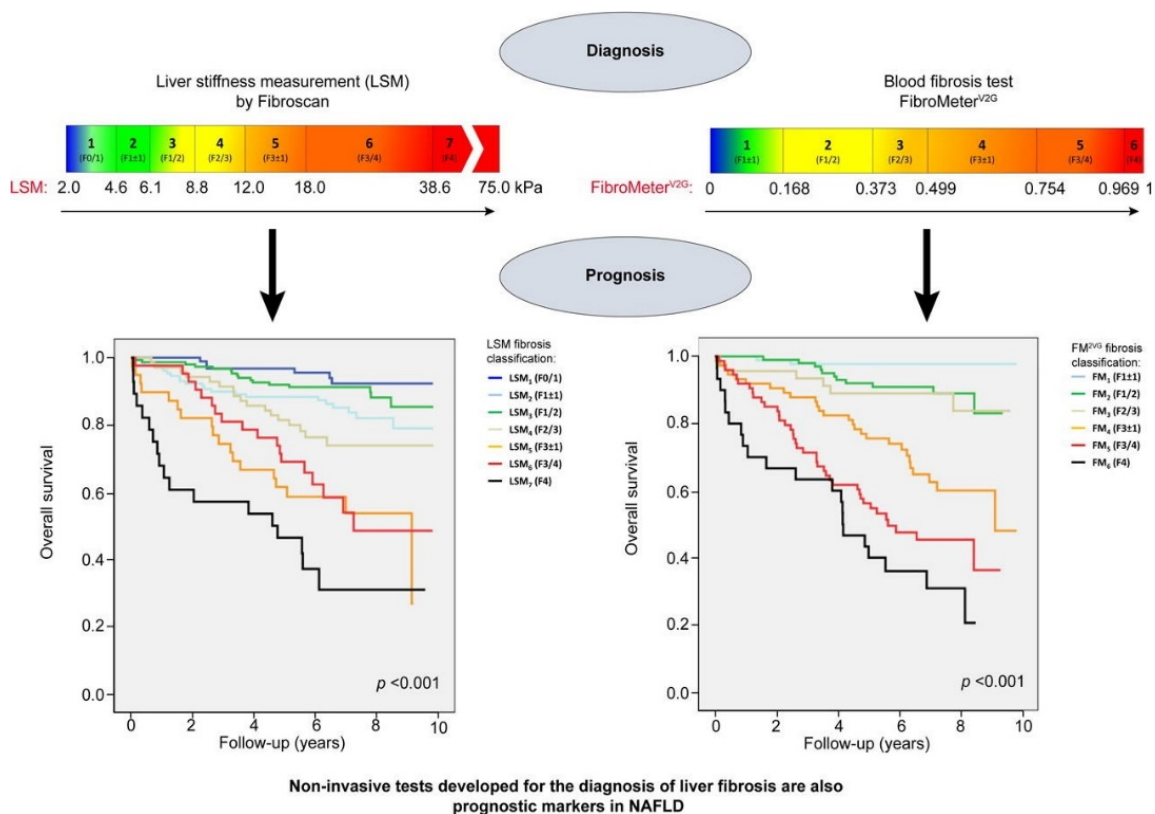 Diagnosis
Liver stiffness measurement (LSM)
by Fibroscan
1 2 3 4 5 6 7
(F0/1) (F1±1) (F1/2) (F2/3) (F3±1) (F3/4) (F4)
LSM: 2.0 4.6 6.1 8.8 12.0 18.0 38.6 75.0 kPa
Blood fibrosis test
FibroMeterV2G
1 2 3 4 5 6
(F1±1) (F1/2) (F2/3) (F3±1) (F3/4) (F4)
FibroMeterV2G: 0 0.168 0.373 0.499 0.754 0.969 1
Prognosis
Overall survival
1.0
0.8
0.6
0.4
0.2
0.0
p <0.001
0 2 4 6 8 10
Follow-up (years)
LSM fibrosis
classification:
LSM1 (F0/1)
LSM2 (F1±1)
LSM3 (F1/2)
LSM4 (F2/3)
LSM5 (F3±1)
LSM6 (F3/4)
LSM7 (F4)
Overall survival
1.0
0.8
0.6
0.4
0.2
0.0
p <0.001
0 2 4 6 8 10
Follow-up (years)
FM2VG fibrosis
classification:
FM1 (F1±1)
FM2 (F1/2)
FM3 (F2/3)
FM4 (F3±1)
FM5 (F3/4)
FM6 (F4)
Non-invasive tests developed for the diagnosis of liver fibrosis are also
prognostic markers in NAFLD